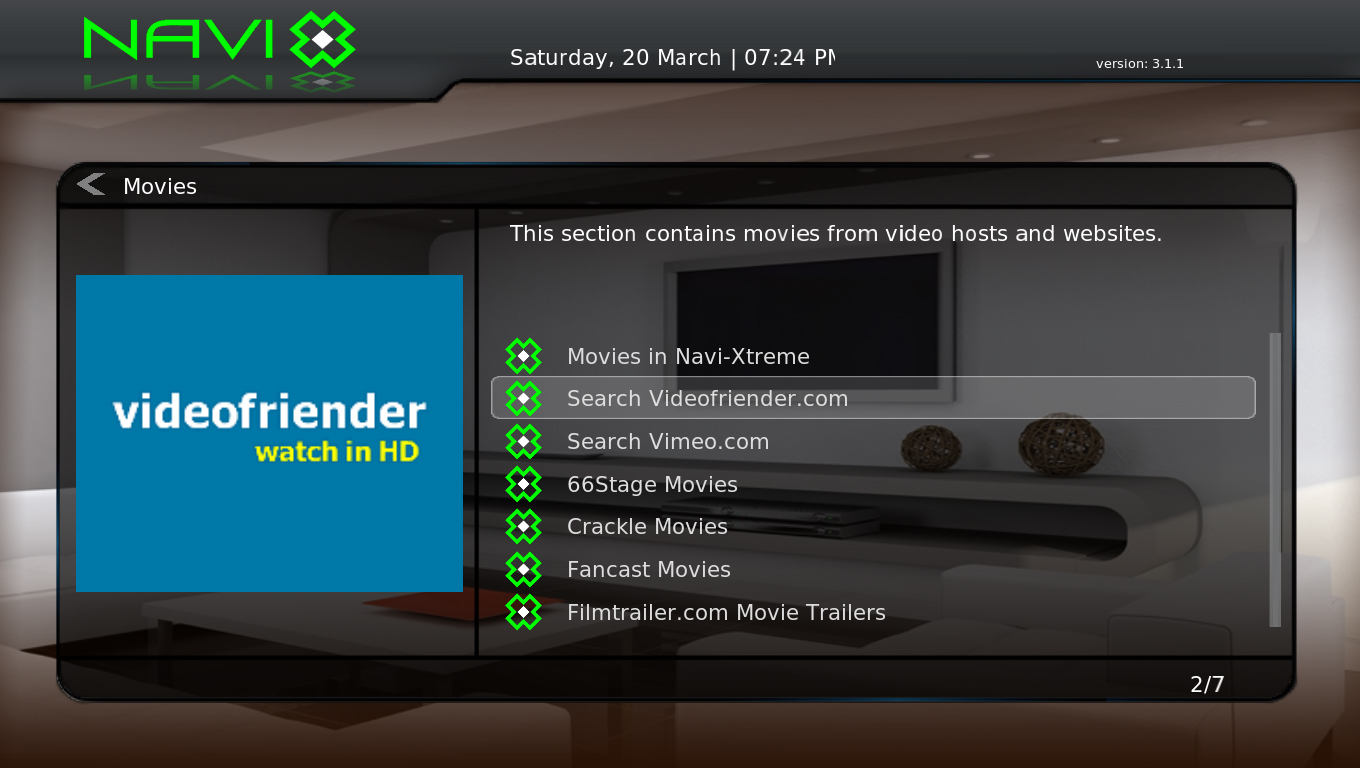 NAVI X
Saturday, 20 March | 07:24 PM
version: 3.1.1
Movies
This section contains movies from video hosts and websites.
videofriender
watch in HD
Movies in Navi-Xtreme
Search Videofriender.com
Search Vimeo.com
66Stage Movies
Crackle Movies
Fancast Movies
Filmtrailer.com Movie Trailers
2/7